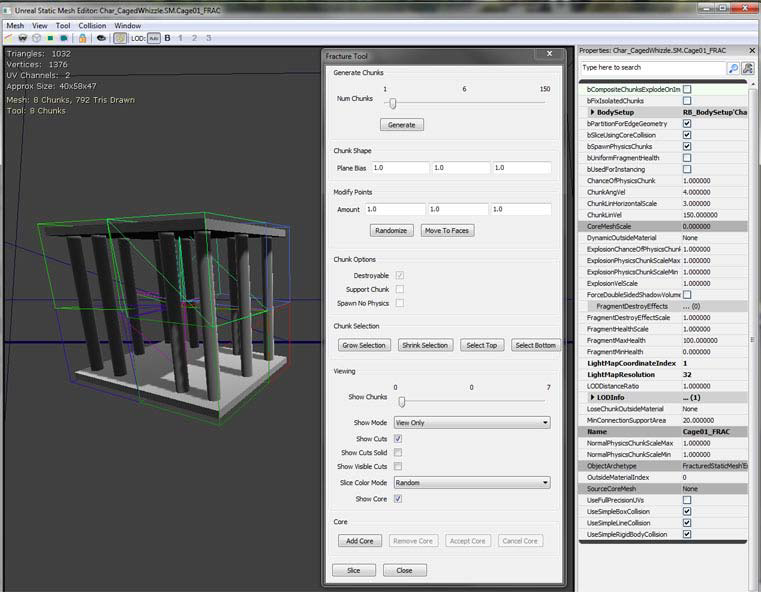 Unreal Static Mesh Editor: Char_CagedWhizzle.SM.Cage01_FRAC
Mesh View Tool Collision Window
LOD: Auto B 1 2 3
Triangles: 1032
Vertices: 1376
UV Channels: 2
Approx Size: 40x58x47
Mesh: 8 Chunks, 792 Tris Drawn
Tool: 8 Chunks
Fracture Tool
Generate Chunks
1 6 150
Num Chunks
Generate
Chunk Shape
Plane Bias 1.0 1.0 1.0
Modify Points
Amount 1.0 1.0 1.0
Randomize Move To Faces
Chunk Options
Destroyable
Support Chunk
Spawn No Physics
Chunk Selection
Grow Selection Shrink Selection Select Top Select Bottom
Viewing
0 0 7
Show Chunks
Show Mode View Only
Show Cuts
Show Cuts Solid
Show Visible Cuts
Slice Color Mode Random
Show Core
Core
Add Core Remove Core Accept Core Cancel Core
Slice Close
Properties: Char_CagedWhizzle.SM.Cage01_FRAC
Type here to search
bCompositeChunksExplodeOnIm
bFixIsolatedChunks
BodySetup RB_BodySetup'Cha
bPartitionForEdgeGeometry
bSliceUsingCoreCollision
bSpawnPhysicsChunks
bUniformFragmentHealth
bUsedForInstancing
ChanceOfPhysicsChunk 1.000000
ChunkAngVel 4.000000
ChunkLinHorizontalScale 3.000000
ChunkLinVel 150.000000
CoreMeshScale 0.000000
DynamicOutsideMaterial None
ExplosionChanceOfPhysicsChunk 1.000000
ExplosionPhysicsChunkScaleMax 1.000000
ExplosionPhysicsChunkScaleMin 1.000000
ExplosionVelScale 1.000000
ForceDoubleSidedShadowVolume
FragmentDestroyEffects ... (0)
FragmentDestroyEffectScale 1.000000
FragmentHealthScale 1.000000
FragmentMaxHealth 100.000000
FragmentMinHealth 0.000000
LightMapCoordinateIndex 1
LightMapResolution 32
LODDistanceRatio 1.000000
LODInfo ... (1)
LoseChunkOutsideMaterial None
MinConnectionSupportArea 20.000000
Name Cage01_FRAC
NormalPhysicsChunkScaleMax 1.000000
NormalPhysicsChunkScaleMin 1.000000
ObjectArchetype FracturedStaticMesh'E
OutsideMaterialIndex 0
SourceCoreMesh None
UseFullPrecisionUVs
UseSimpleBoxCollision
UseSimpleLineCollision
UseSimpleRigidBodyCollision